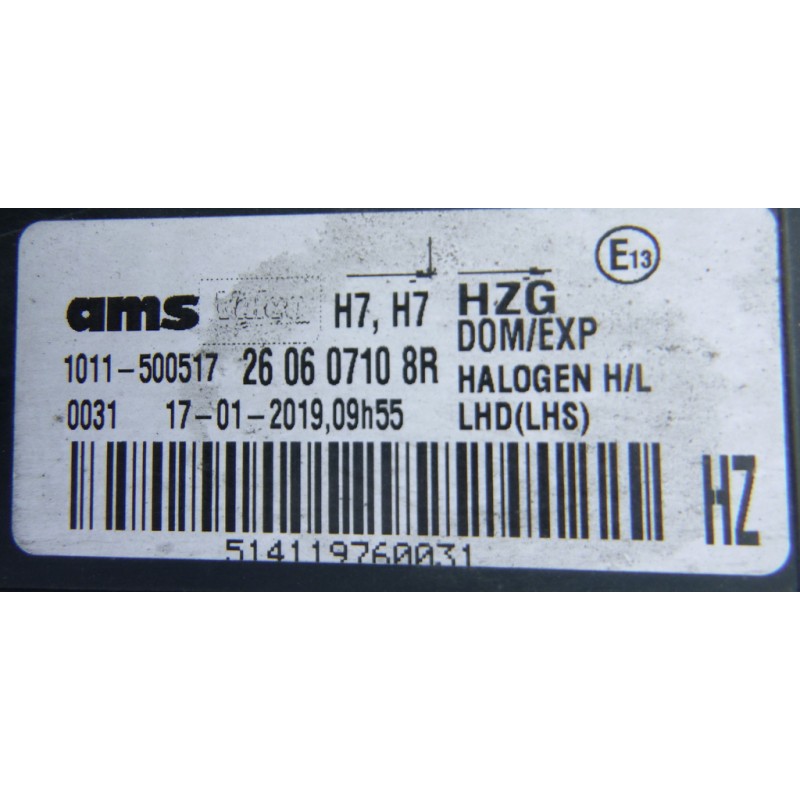 ams Valeo H7, H7 HZG E13
DOM/EXP
1011-500517 26 06 0710 8R HALOGEN H/L
0031 17-01-2019,09h55 LHD(LHS)
HZ
514119760031